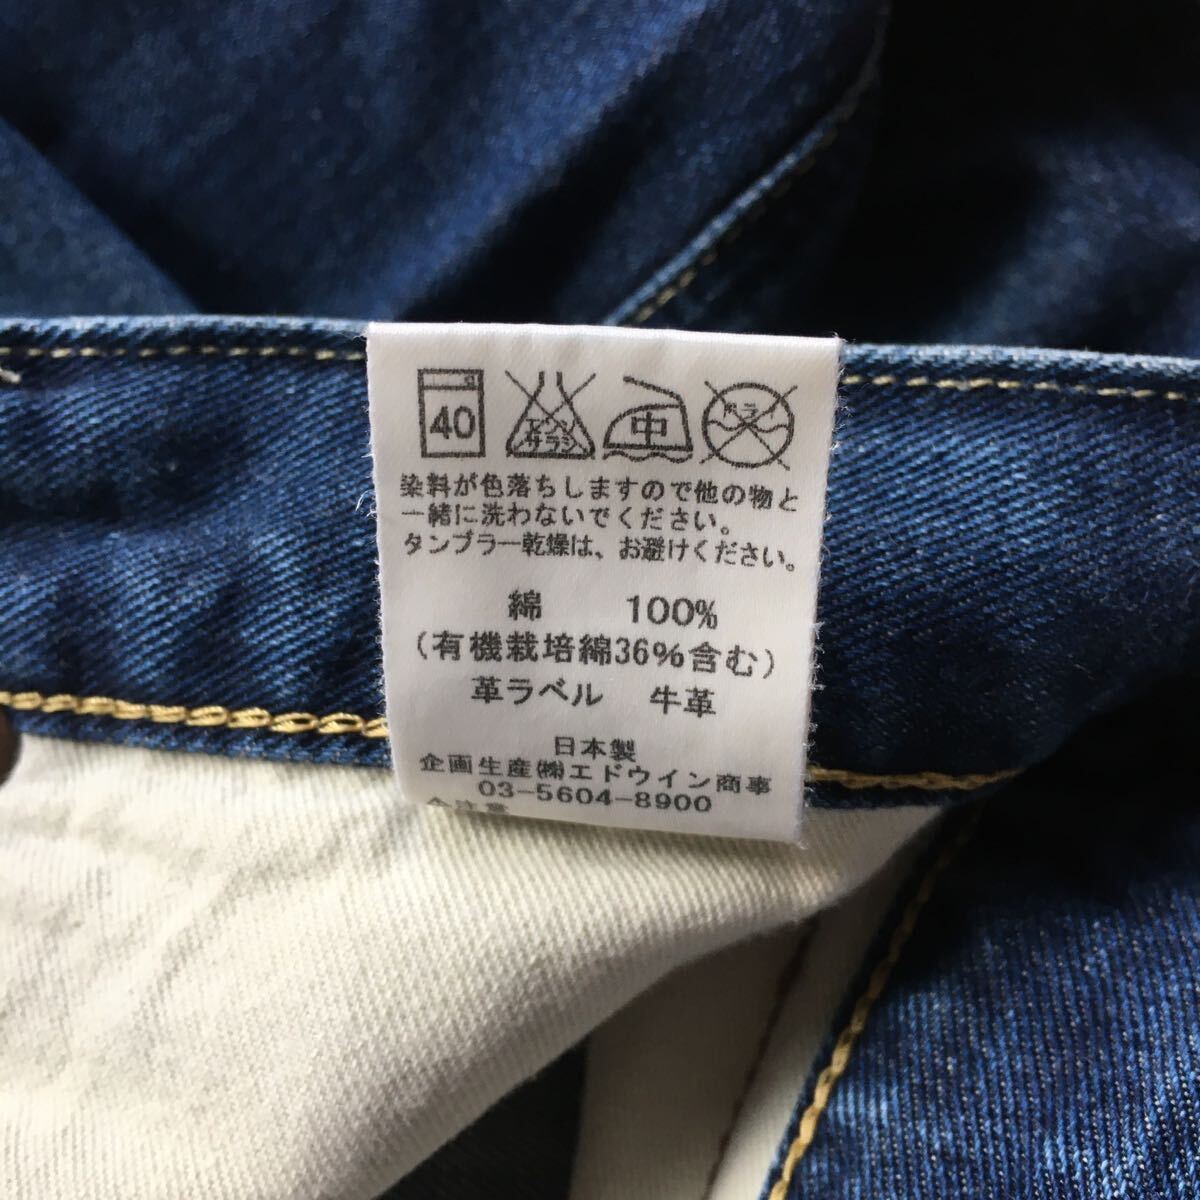 40
エンソ
サラシ
中
ドライ
染料が色落ちしますので他の物と
一緒に洗わないでください。
タンブラー乾燥は、お避けください。
綿 100%
(有機栽培綿36%含む)
革ラベル 牛革
日本製
企画生産㈱エドウイン商事
03-5604-8900